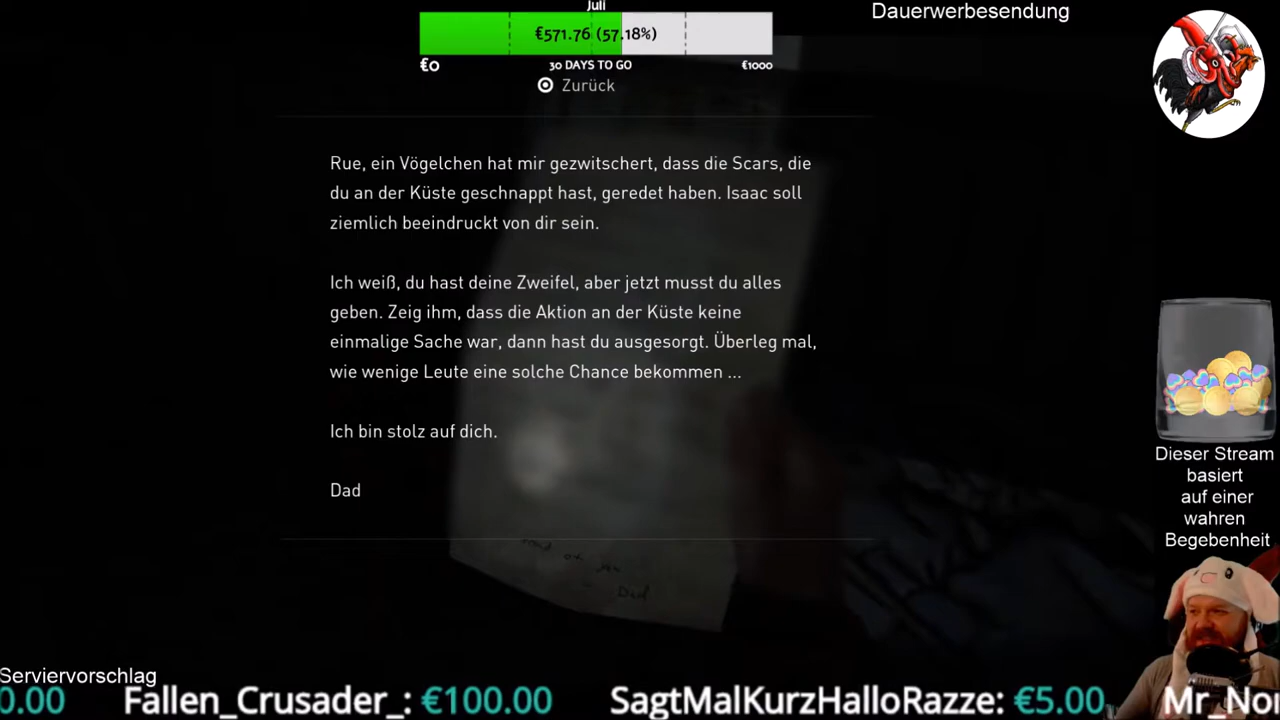 Juli
Dauerwerbesendung
€571.76 (57.18%)
€0
30 DAYS TO GO
€1000
Zurück
Rue, ein Vögelchen hat mir gezwitschert, dass die Scars, die
du an der Küste geschnappt hast, geredet haben. Isaac soll
ziemlich beeindruckt von dir sein.
Ich weiß, du hast deine Zweifel, aber jetzt musst du alles
geben. Zeig ihm, dass die Aktion an der Küste keine
einmalige Sache war, dann hast du ausgesorgt. Überleg mal,
wie wenige Leute eine solche Chance bekommen ...
Ich bin stolz auf dich.
Dad
Dad
Dieser Stream
basiert
auf einer
wahren
Begebenheit
Serviervorschlag
0.00 Fallen_Crusader_: €100.00 SagtMalKurzHalloRazze: €5.00